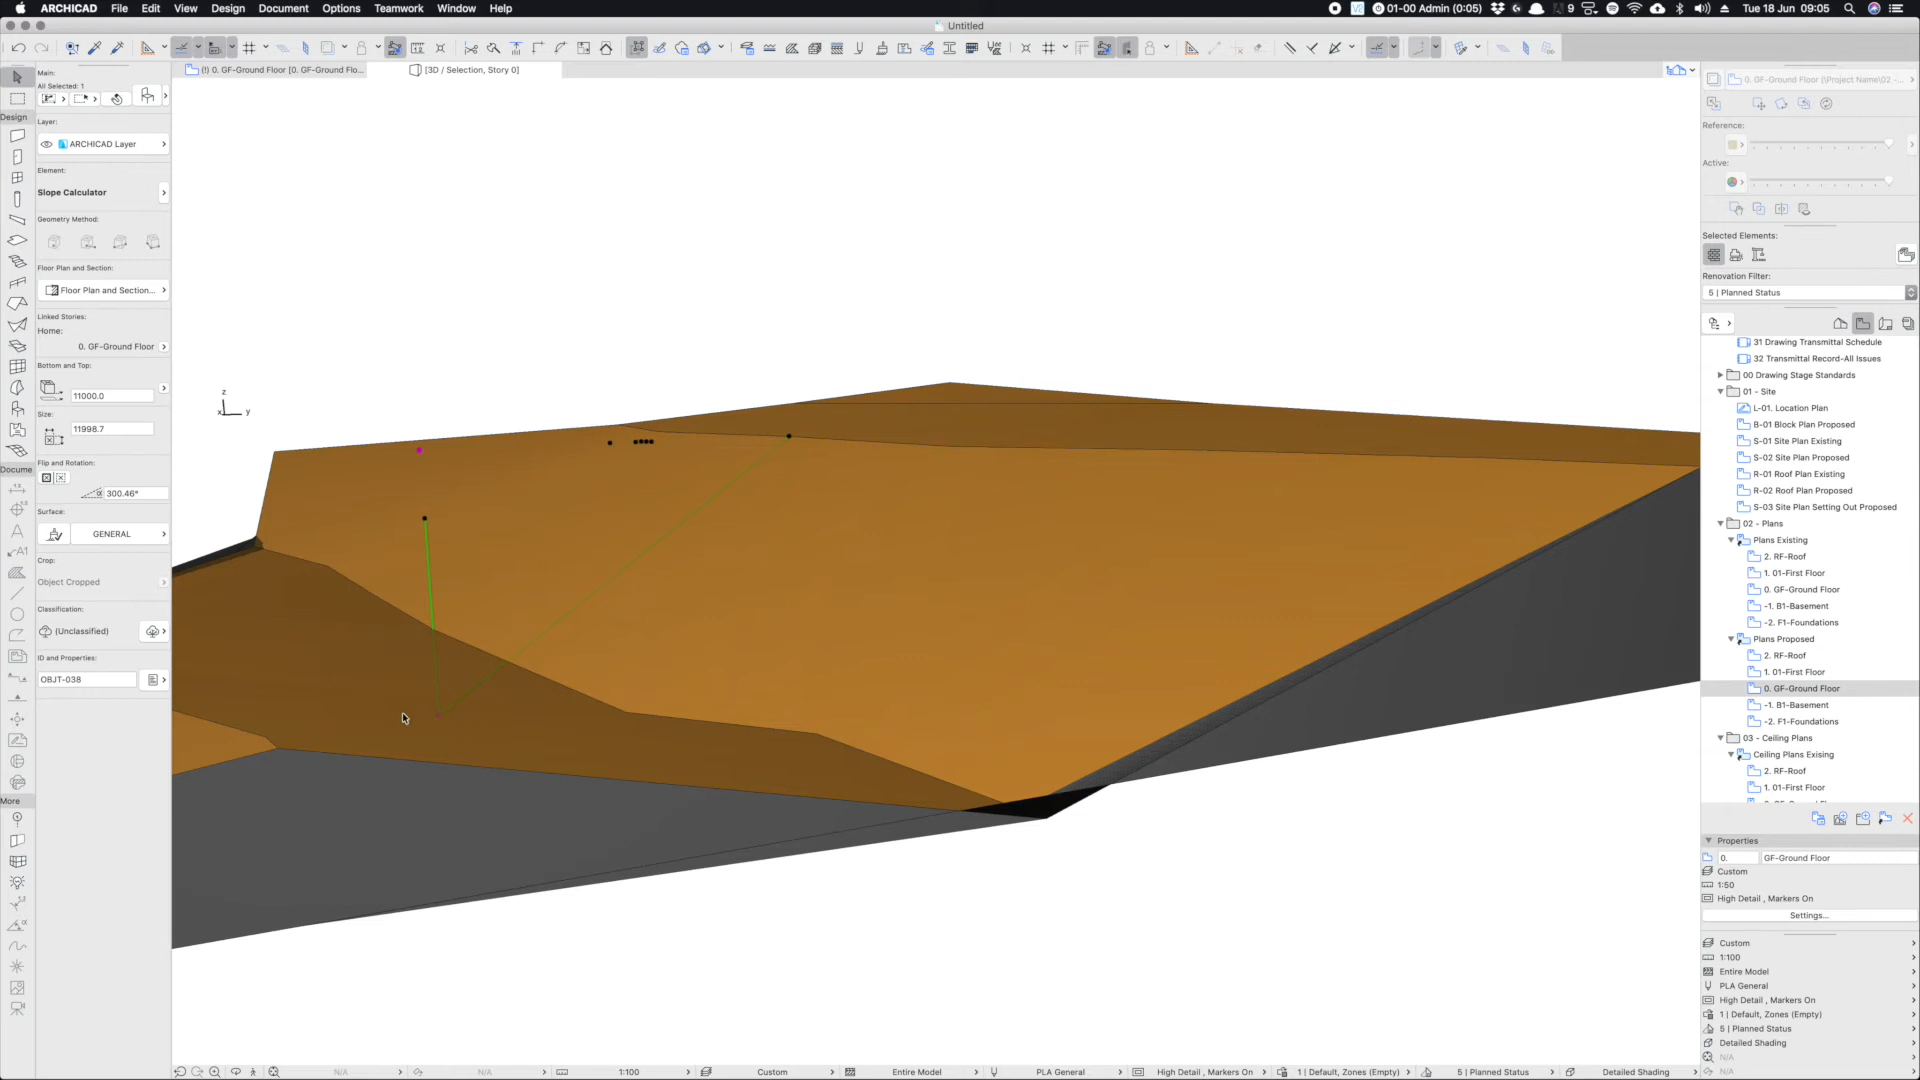 ARCHICAD File Edit View Design Document Options Teamwork Window Help
01-00 Admin (0:05) 9 Tue 18 Jun 09:05
Untitled
(!) 0. GF-Ground Floor [0. GF-Ground Flo...
[3D / Selection, Story 0]
Main:
All Selected: 1
Design
Layer:
ARCHICAD Layer
Element:
Slope Calculator
Geometry Method:
Floor Plan and Section:
Floor Plan and Section...
Linked Stories:
Home:
0. GF-Ground Floor
Bottom and Top:
11000.0
Size:
11998.7
Flip and Rotation:
Docume
300.46°
Surface:
GENERAL
Crop:
Object Cropped
Classification:
(Unclassified)
ID and Properties:
OBJT-038
More
z
x y
0. GF-Ground Floor (\Project Name\02 -...
Reference:
Active:
Selected Elements:
Renovation Filter:
5 | Planned Status
31 Drawing Transmittal Schedule
32 Transmittal Record-All Issues
00 Drawing Stage Standards
01 - Site
L-01. Location Plan
B-01 Block Plan Proposed
S-01 Site Plan Existing
S-02 Site Plan Proposed
R-01 Roof Plan Existing
R-02 Roof Plan Proposed
S-03 Site Plan Setting Out Proposed
02 - Plans
Plans Existing
2. RF-Roof
1. 01-First Floor
0. GF-Ground Floor
-1. B1-Basement
-2. F1-Foundations
Plans Proposed
2. RF-Roof
1. 01-First Floor
0. GF-Ground Floor
-1. B1-Basement
-2. F1-Foundations
03 - Ceiling Plans
Ceiling Plans Exising
2. RF-Roof
1. 01-First Floor
Properties
0. GF-Ground Floor
Custom
1:50
High Detail , Markers On
Settings...
Custom
1:100
Entire Model
PLA General
High Detail , Markers On
1 | Default, Zones (Empty)
5 | Planned Status
Detailed Shading
N/A
N/A
N/A N/A 1:100 Custom Entire Model PLA General High Detail , Markers On 1 | Default, Zones (Empty) 5 | Planned Status Detailed Shading